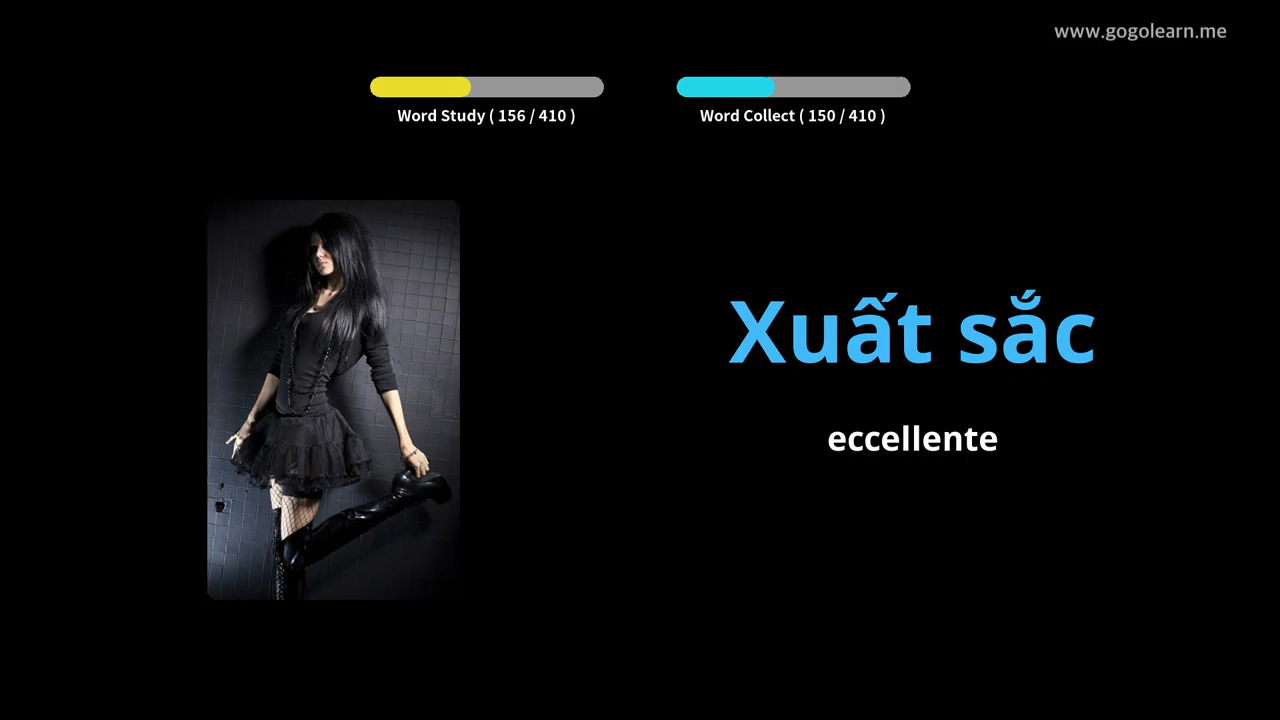 www.gogolearn.me
Word Study ( 156 / 410 )
Word Collect ( 150 / 410 )
Xuất sắc
eccellente